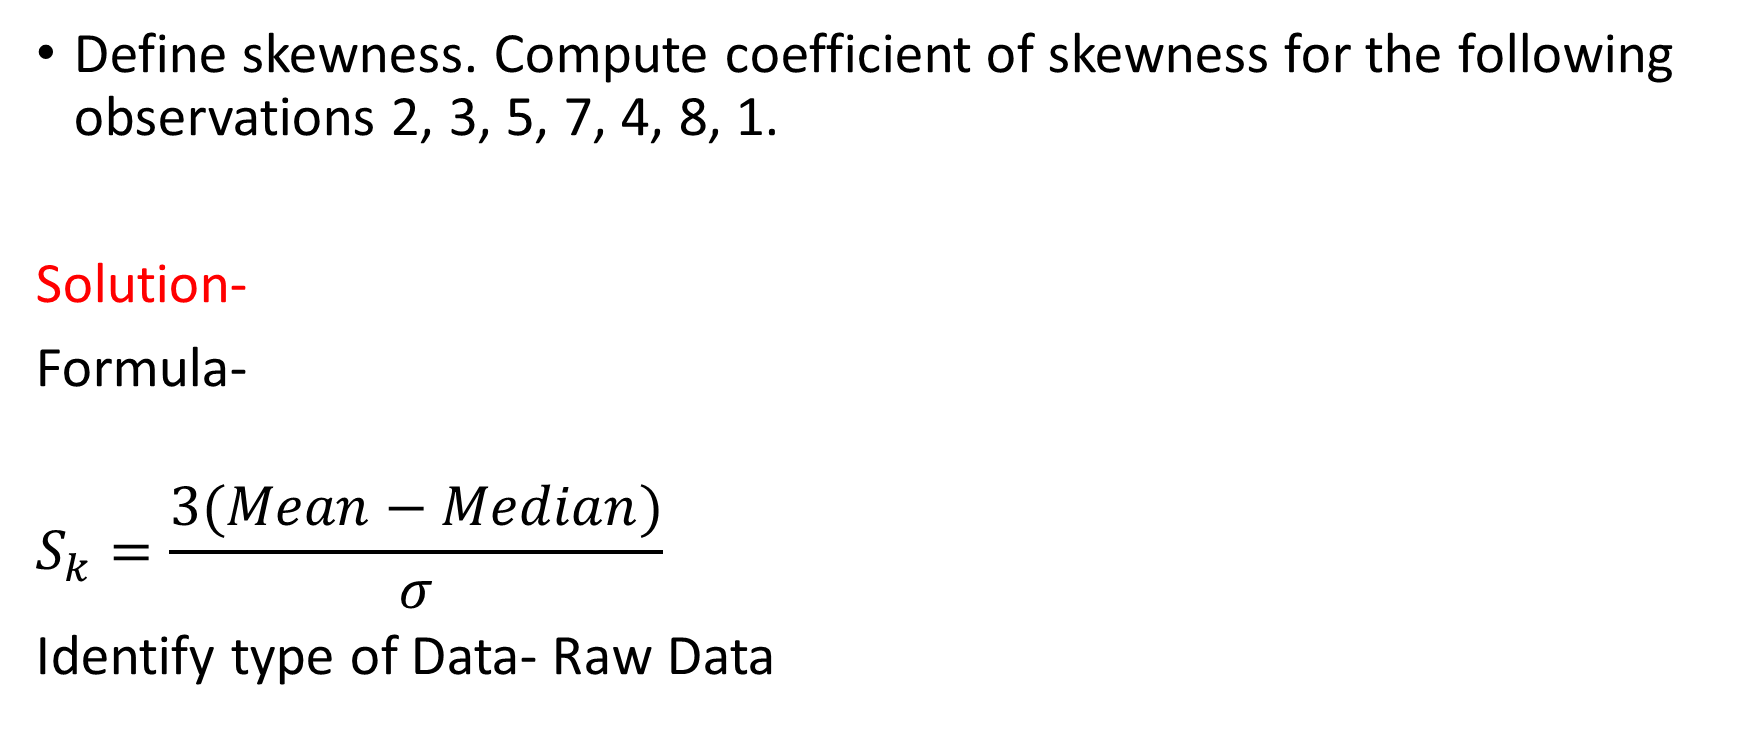 • Define skewness. Compute coefficient of skewness for the following
observations 2, 3, 5, 7, 4, 8, 1.
Solution-
Formula-
S_k = 3(Mean − Median) / σ
Identify type of Data- Raw Data